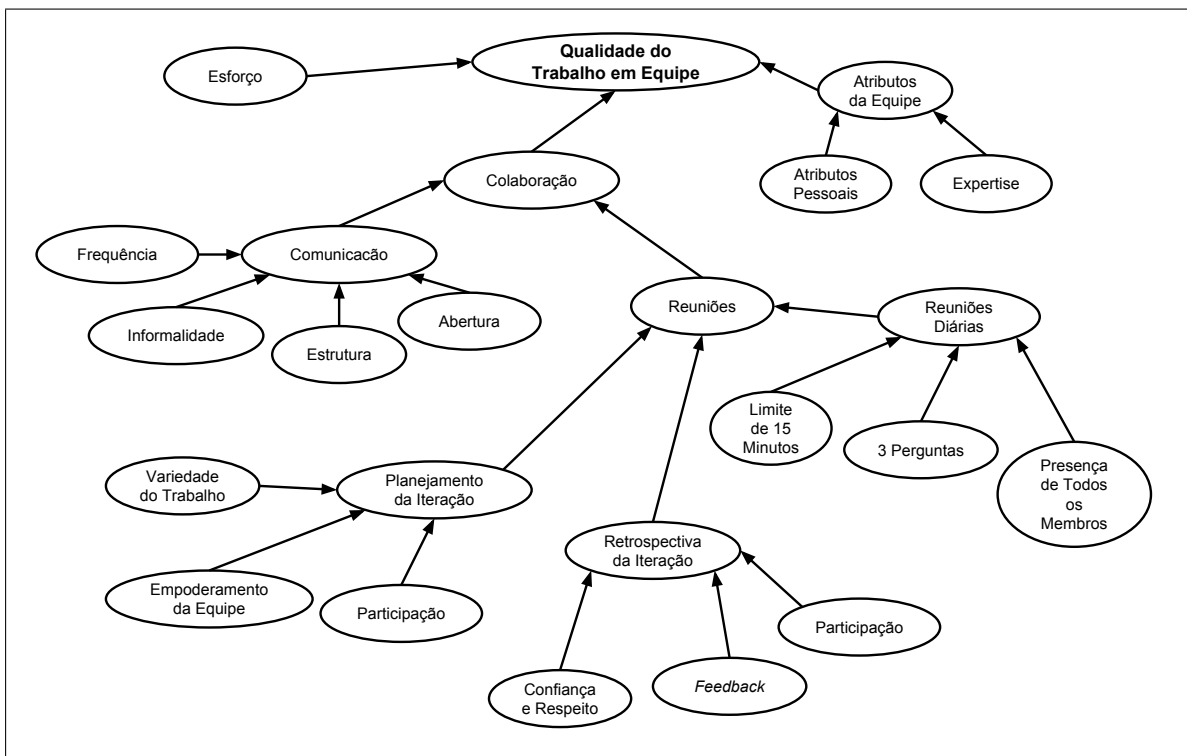 Qualidade do
Trabalho em Equipe
Esforço
Atributos
da Equipe
Atributos
Pessoais
Expertise
Colaboração
Frequência
Comunicacão
Informalidade
Estrutura
Abertura
Reuniões
Reuniões
Diárias
Limite
de 15
Minutos
3 Perguntas
Presença
de Todos
os
Membros
Variedade
do Trabalho
Planejamento
da Iteração
Empoderamento
da Equipe
Participação
Retrospectiva
da Iteração
Participação
Confiança
e Respeito
Feedback